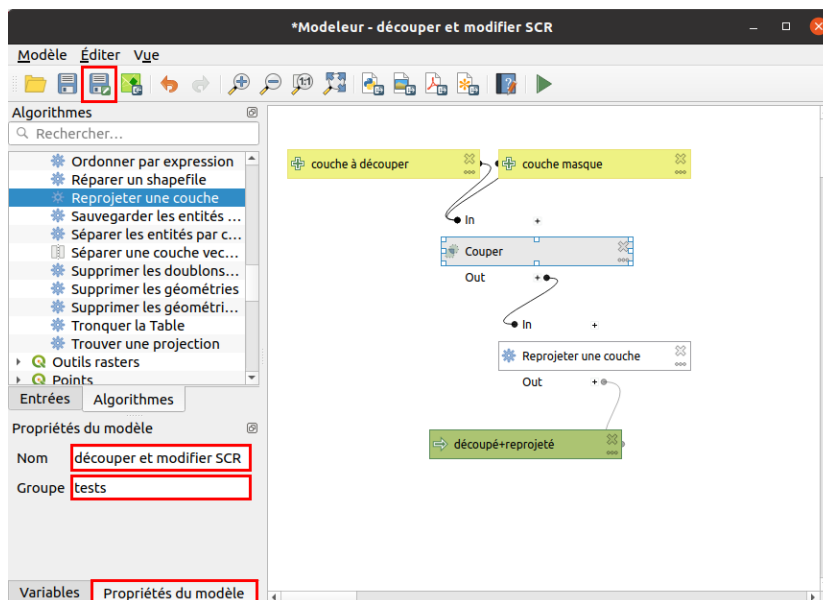 *Modeleur - découper et modifier SCR
Modèle Éditer Vue
Algorithmes
Rechercher…
Ordonner par expression
Réparer un shapefile
Reprojeter une couche
Sauvegarder les entités …
Séparer les entités par c…
Séparer une couche vec…
Supprimer les doublons…
Supprimer les géométries
Supprimer les géométri…
Tronquer la Table
Trouver une projection
Outils rasters
Points
Entrées Algorithmes
Propriétés du modèle
Nom découper et modifier SCR
Groupe tests
Variables Propriétés du modèle
couche à découper
couche masque
In +
Couper
Out +
In +
Reprojeter une couche
Out +
découpé+reprojeté